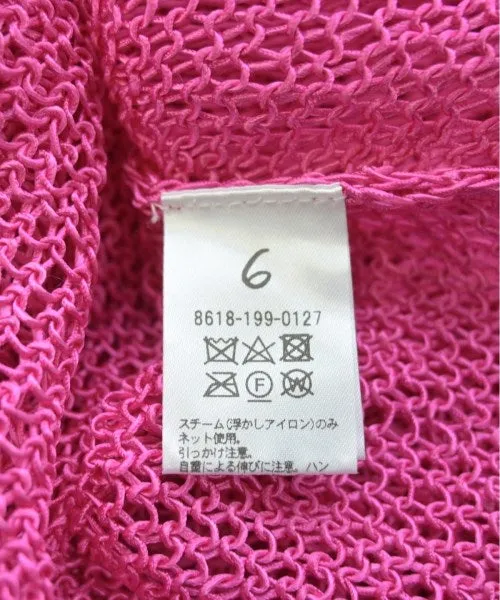 6
8618-199-0127
F W
スチーム(浮かしアイロン)のみ
ネット使用。
引っかけ注意。
自重による伸びに注意。ハン